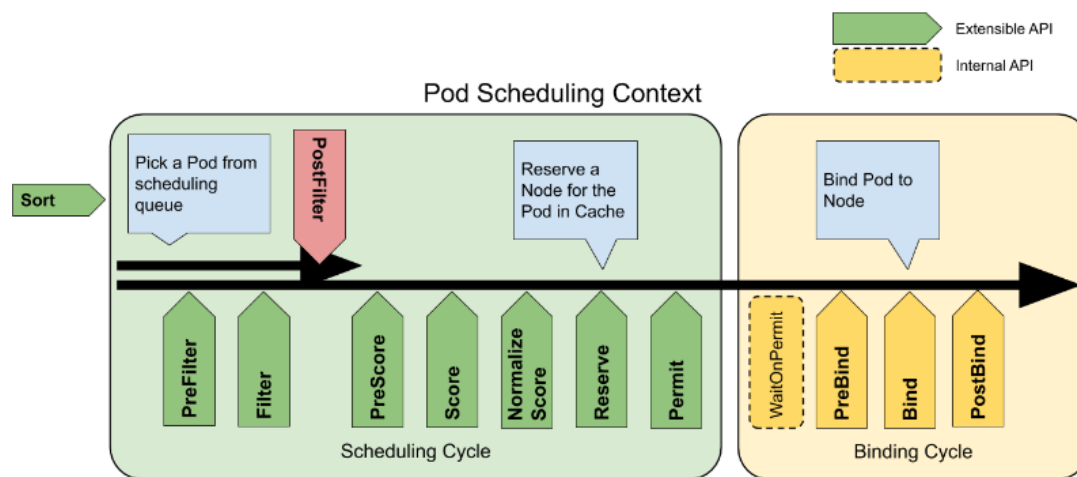 Extensible API
Internal API
Pod Scheduling Context
Sort
Pick a Pod from
scheduling
queue
PostFilter
Reserve a
Node for the
Pod in Cache
Bind Pod to
Node
PreFilter
Filter
PreScore
Score
Normalize
Score
Reserve
Permit
WaitOnPermit
PreBind
Bind
PostBind
Scheduling Cycle
Binding Cycle